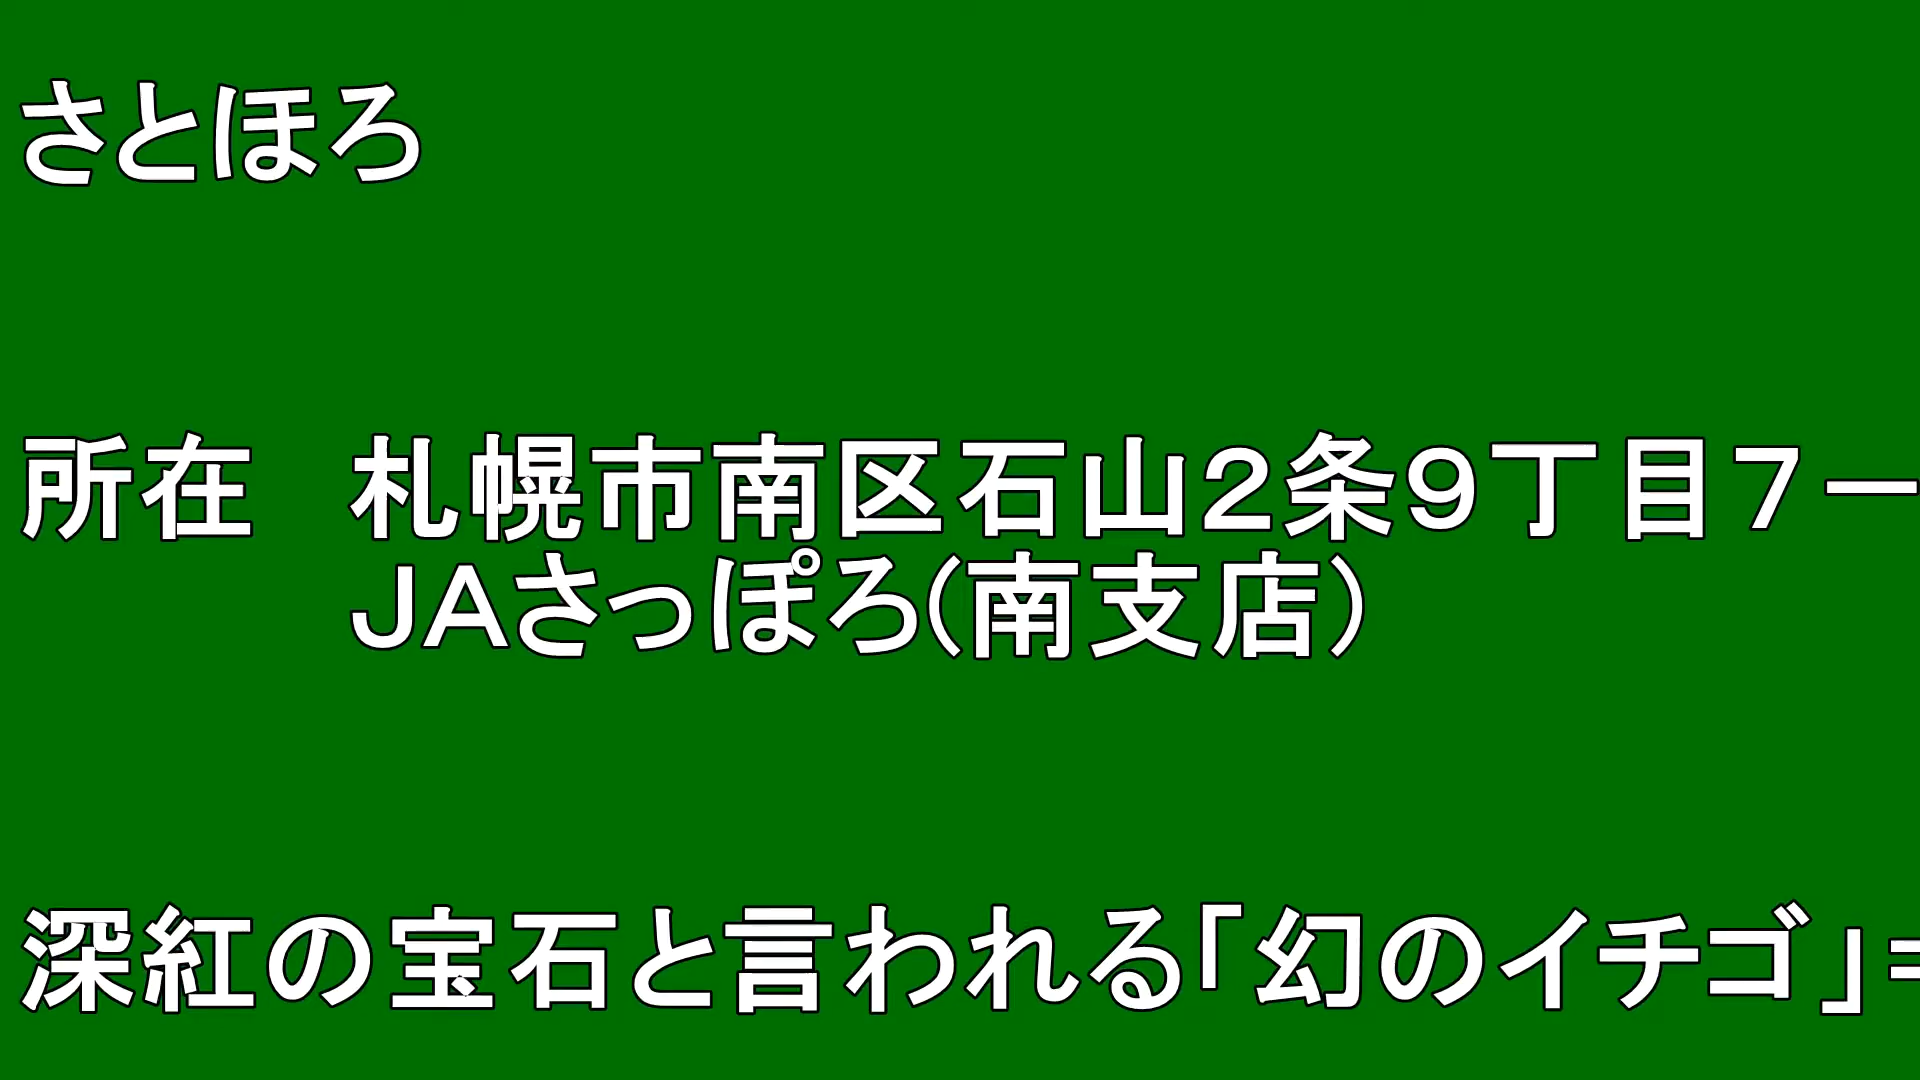 さとほろ
所在　札幌市南区石山２条９丁目７－
ＪＡさっぽろ(南支店)
深紅の宝石と言われる「幻のイチゴ」=